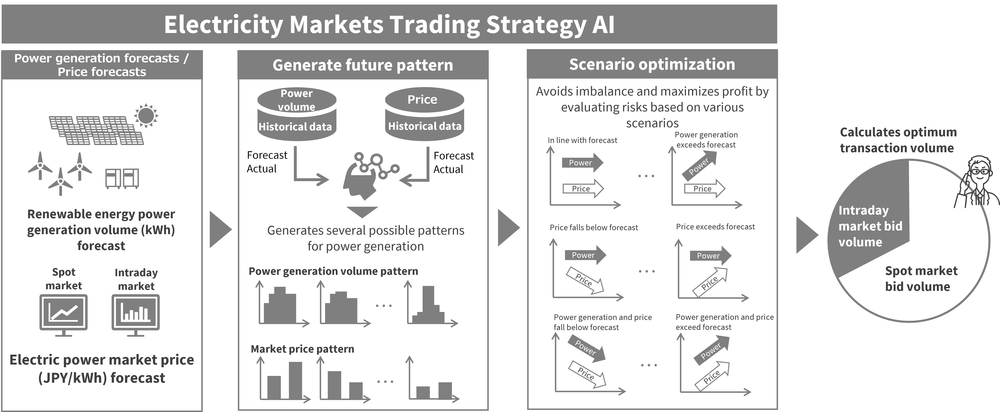 Electricity Markets Trading Strategy AI
Power generation forecasts /
Price forecasts
Renewable energy power
generation volume (kWh)
forecast
Spot
market
Intraday
market
Electric power market price
(JPY/kWh) forecast
Generate future pattern
Power
volume
Historical data
Price
Historical data
Forecast
Actual
Forecast
Actual
Generates several possible patterns
for power generation
Power generation volume pattern
Market price pattern
Scenario optimization
Avoids imbalance and maximizes profit by
evaluating risks based on various
scenarios
In line with forecast
Power
Price
Power generation
exceeds forecast
Power
Price
Price falls below forecast
Power
Price
Price exceeds forecast
Power
Price
Power generation and price
fall below forecast
Power
Price
Power generation and price
exceed forecast
Power
Price
Calculates optimum
transaction volume
Intraday
market bid
volume
Spot market
bid volume